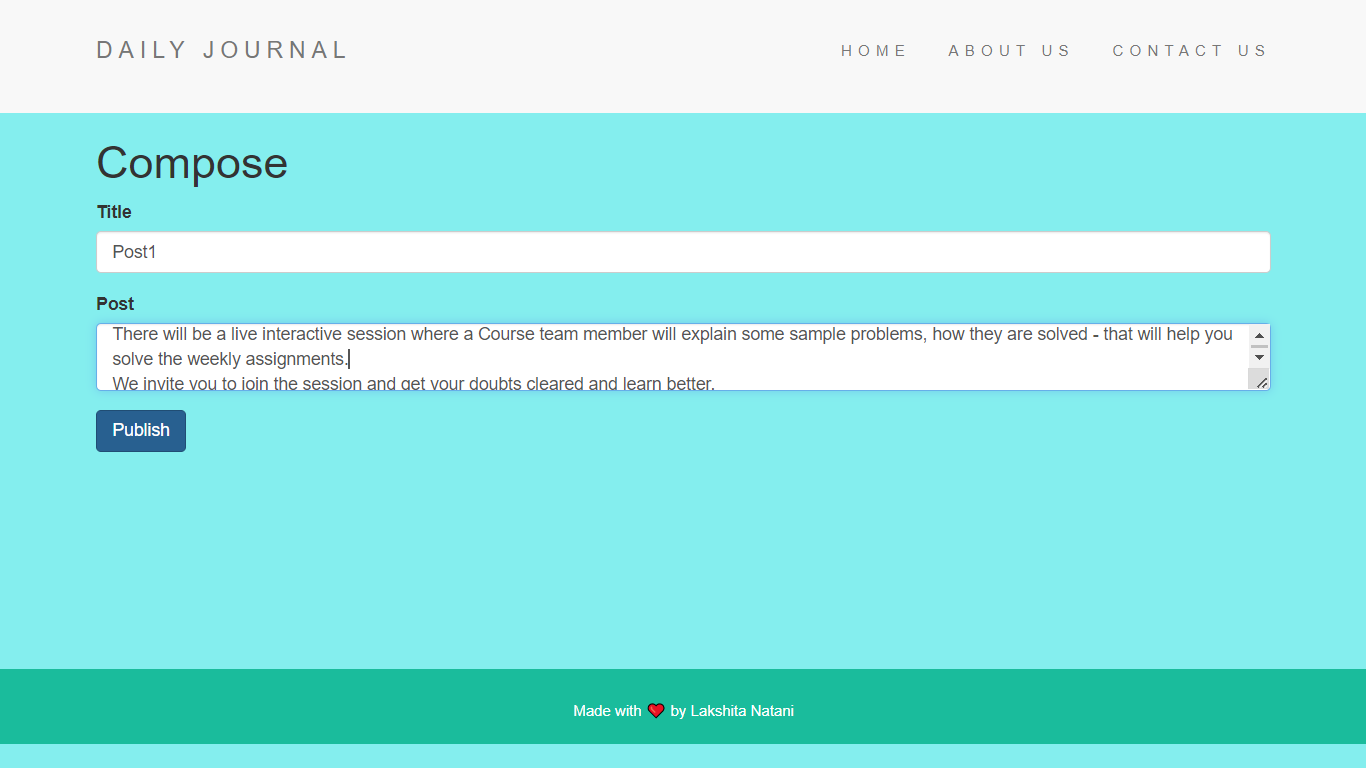 DAILY JOURNAL
HOME ABOUT US CONTACT US
Compose
Title
Post1
Post
There will be a live interactive session where a Course team member will explain some sample problems, how they are solved - that will help you
solve the weekly assignments.
We invite you to join the session and get your doubts cleared and learn better.
Publish
Made with ❤ by Lakshita Natani